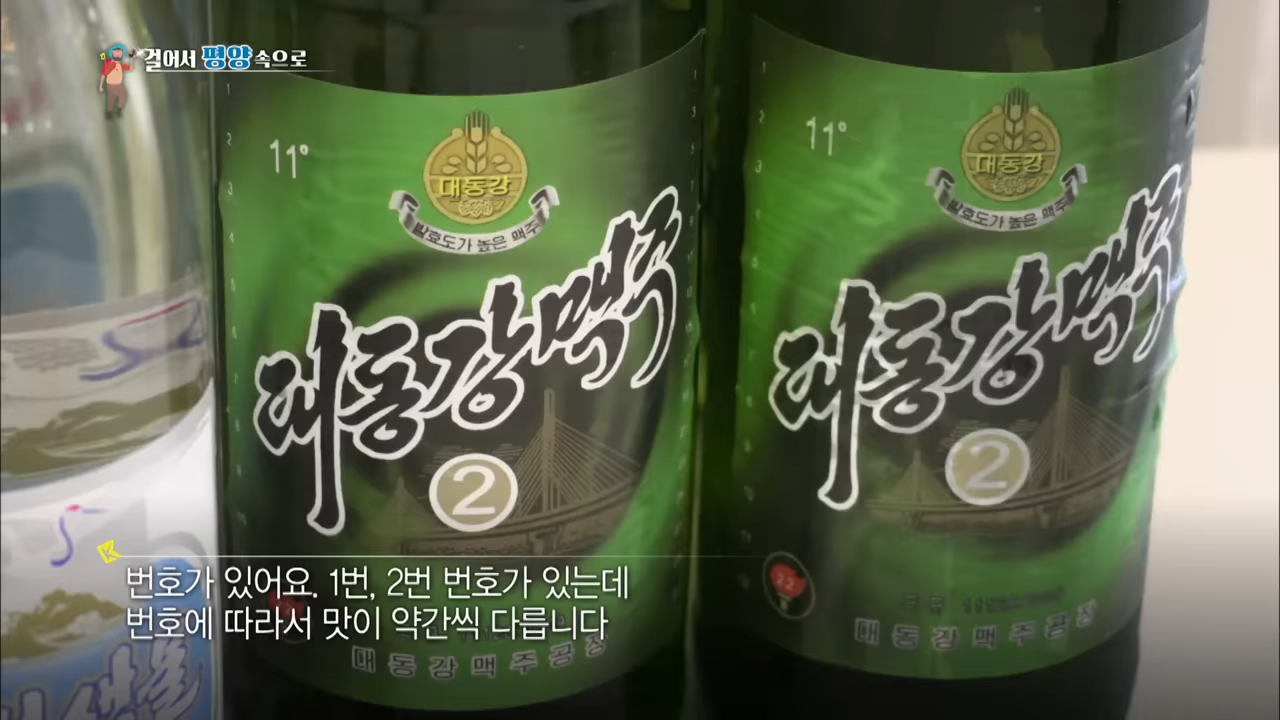 걸어서 평양 속으로
11°
대동강
발효도가 높은 맥주
대동강맥주
2
대동강맥주공장
11°
대동강
발효도가 높은 맥주
대동강맥주
2
대동강맥주공장
번호가 있어요. 1번, 2번 번호가 있는데
번호에 따라서 맛이 약간씩 다릅니다